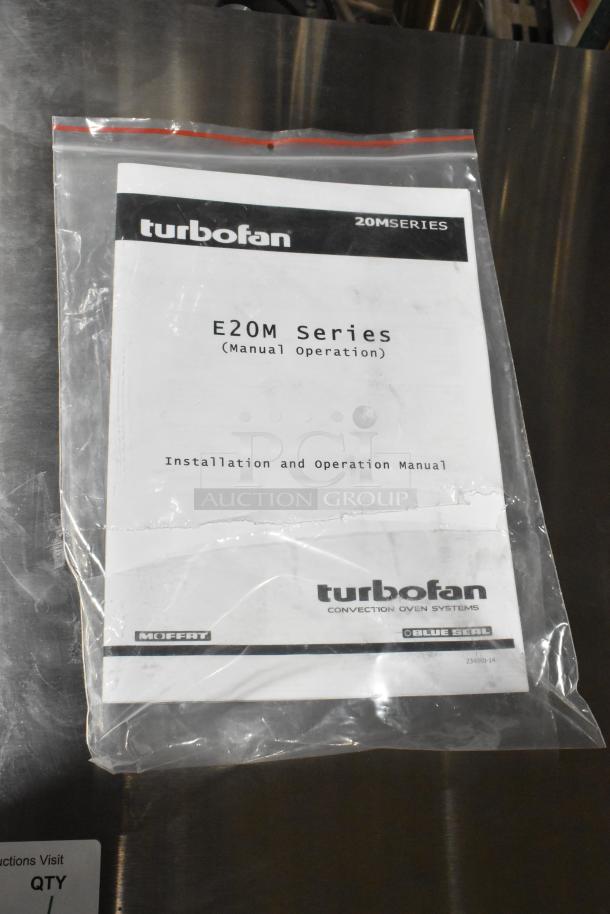 turbofan
20MSERIES
E20M Series
(Manual Operation)
PCI
Installation and Operation Manual
AUCTION GROUP
turbofan
CONVECTION OVEN SYSTEMS
MOFFAT
BLUE SEAL
uctions Visit
QTY